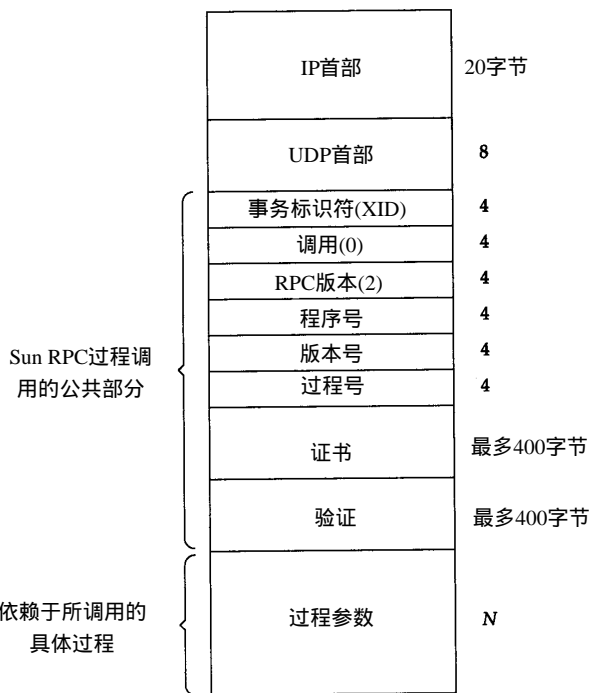 IP首部 20字节
UDP首部 8
事务标识符(XID) 4
调用(0) 4
RPC版本(2) 4
程序号 4
版本号 4
过程号 4
Sun RPC过程调
用的公共部分
证书 最多400字节
验证 最多400字节
依赖于所调用的
具体过程
过程参数 N